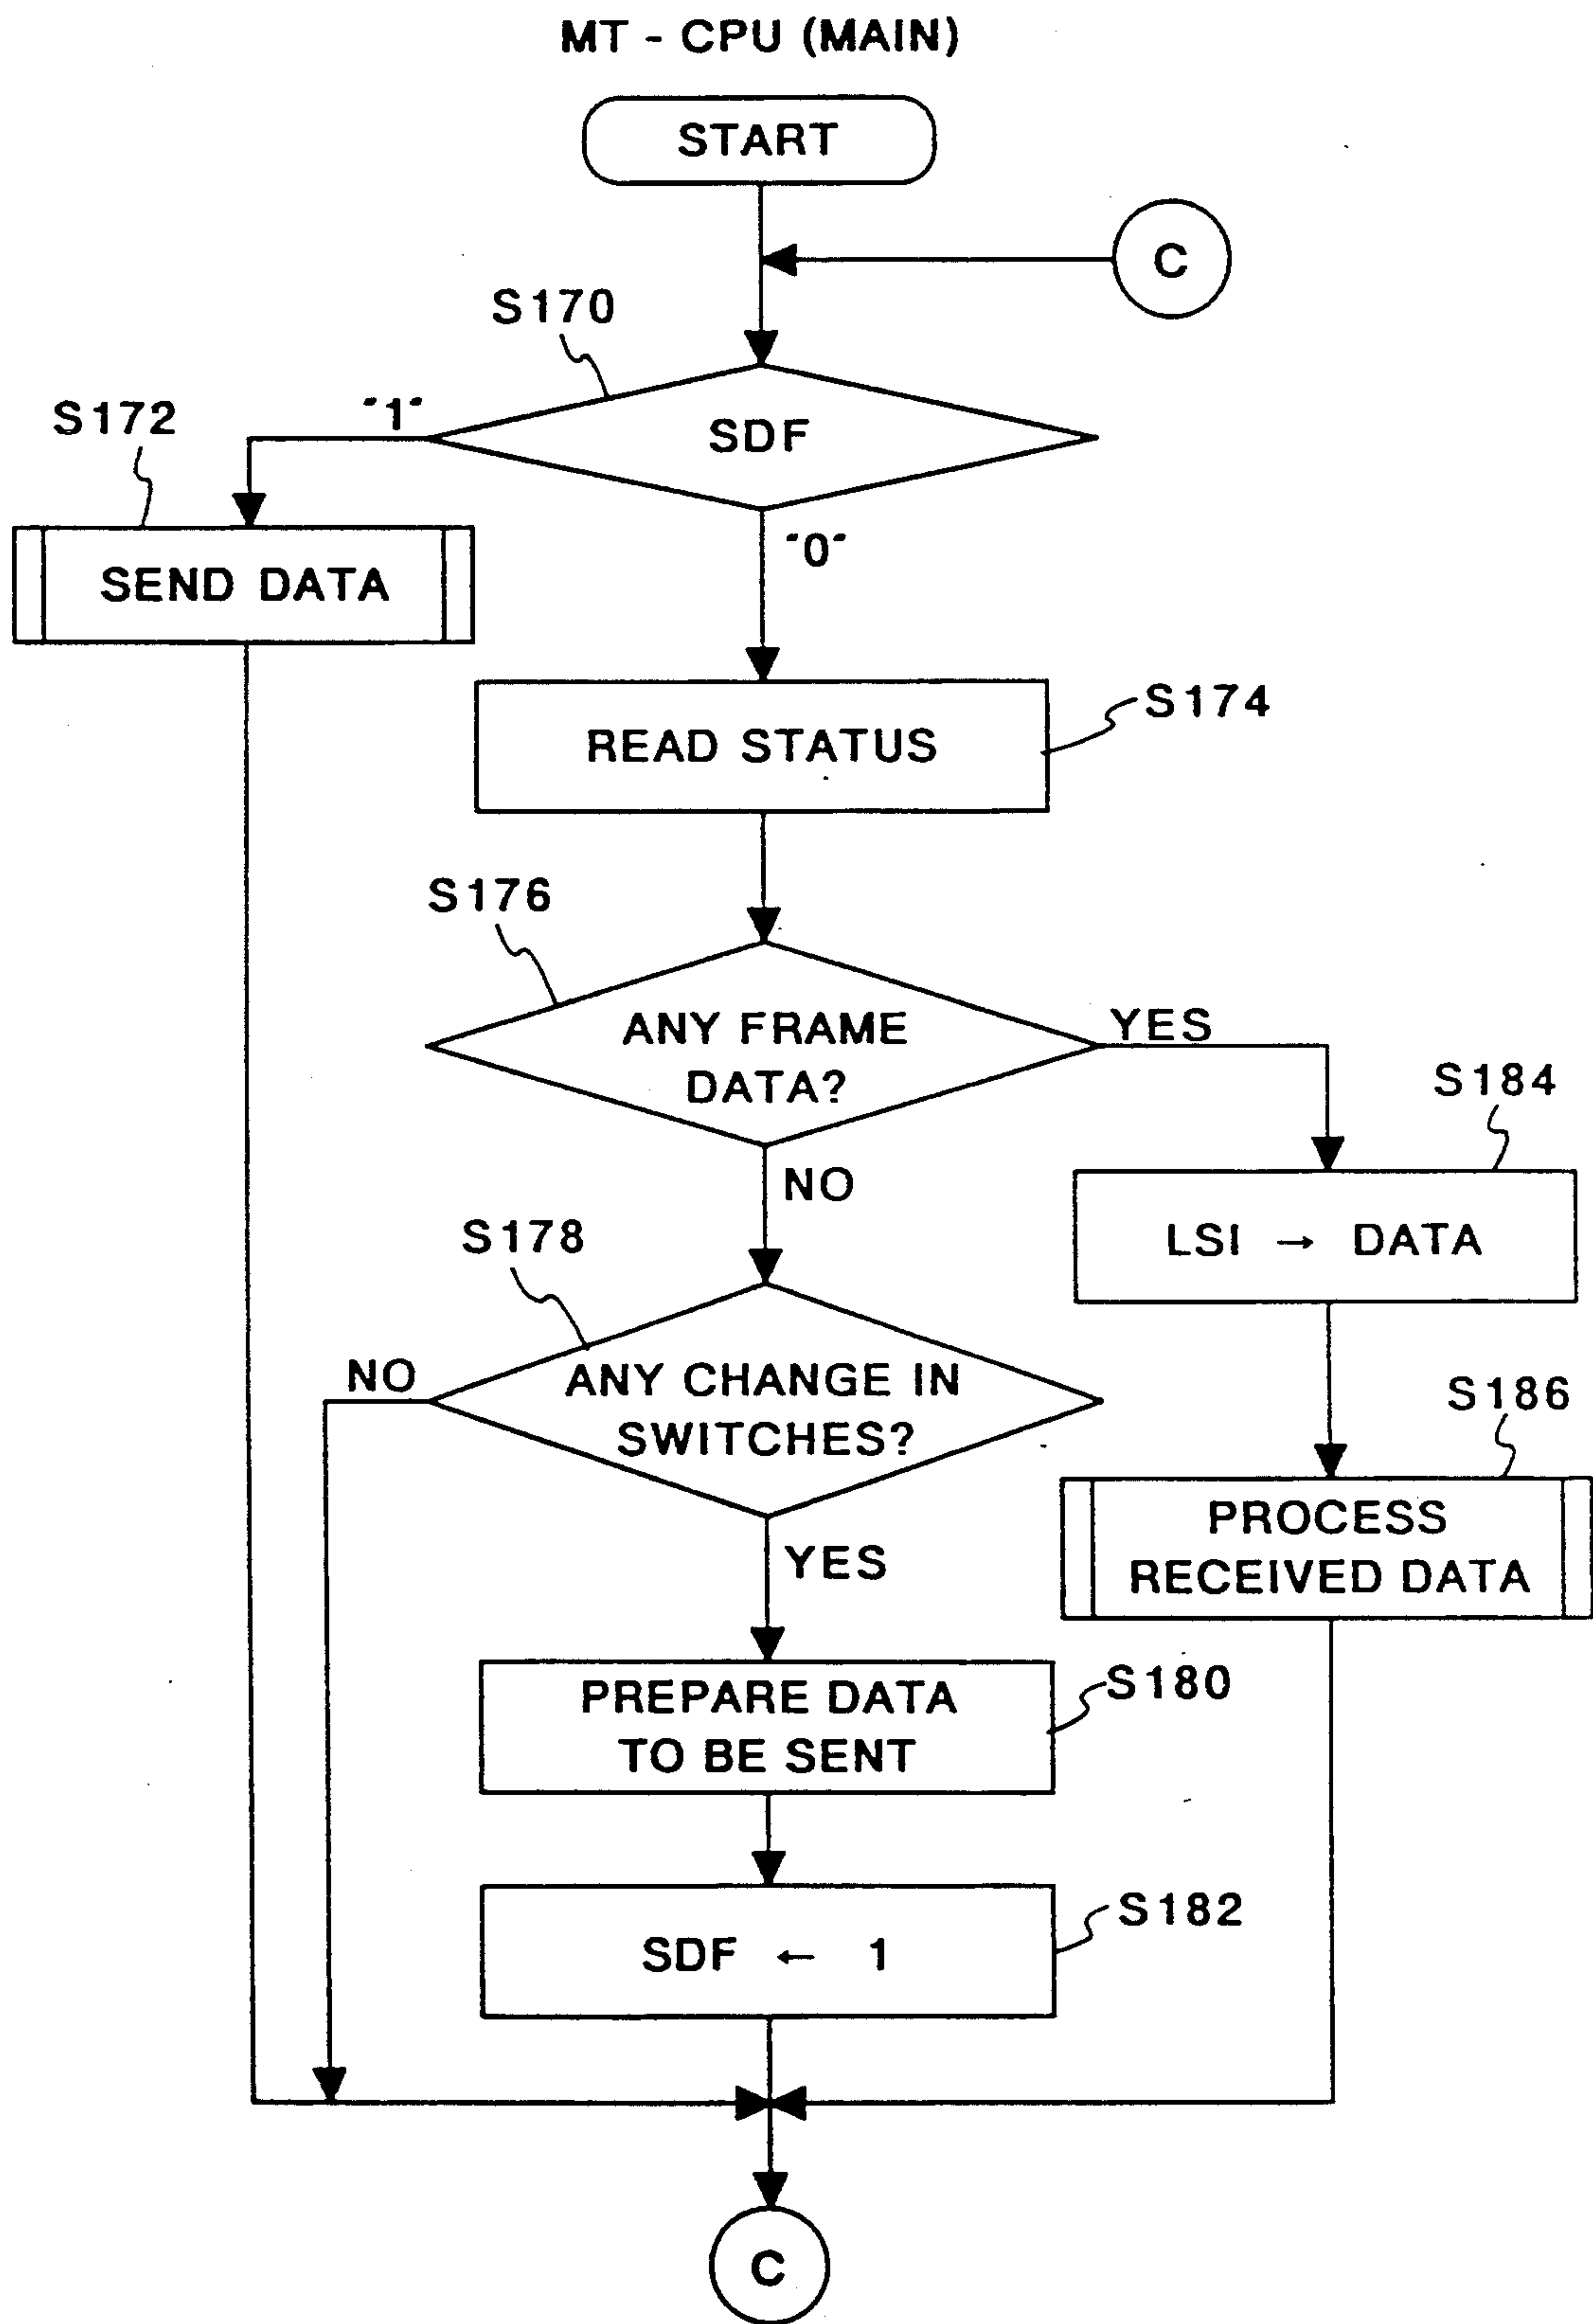 MT - CPU (MAIN)
START
C
S170
S172
"1"
SDF
"0"
SEND DATA
S174
READ STATUS
S176
ANY FRAME
DATA?
YES
S184
NO
LSI → DATA
S178
NO
ANY CHANGE IN
SWITCHES?
S186
YES
PROCESS
RECEIVED DATA
PREPARE DATA
TO BE SENT
S180
SDF ← 1
S182
C